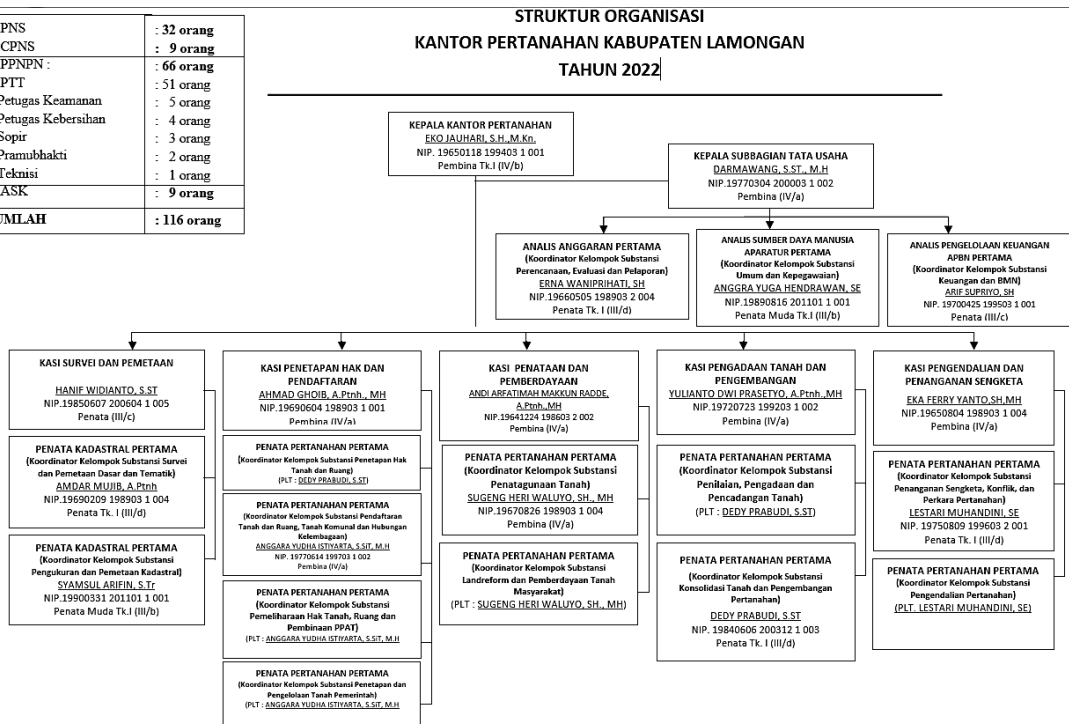 PNS : 32 orang
CPNS : 9 orang
PPNPN : : 66 orang
PTT : 51 orang
Petugas Keamanan : 5 orang
Petugas Kebersihan : 4 orang
Sopir : 3 orang
Pramubhakti : 2 orang
Teknisi : 1 orang
ASK : 9 orang
UMLAH : 116 orang
STRUKTUR ORGANISASI
KANTOR PERTANAHAN KABUPATEN LAMONGAN
TAHUN 2022
KEPALA KANTOR PERTANAHAN
EKO JAUHARI, S.H.,M.Kn.
NIP. 19650118 199403 1 001
Pembina Tk.I (IV/b)
KEPALA SUBBAGIAN TATA USAHA
DARMAWANG, S.ST., M.H
NIP.19770304 200003 1 002
Pembina (IV/a)
ANALIS ANGGARAN PERTAMA
(Koordinator Kelompok Substansi
Perencanaan, Evaluasi dan Pelaporan)
ERNA WANIPRIHATI, SH
NIP.19660505 198903 2 004
Penata Tk. I (III/d)
ANALIS SUMBER DAYA MANUSIA
APARATUR PERTAMA
(Koordinator Kelompok Substansi
Umum dan Kepegawaian)
ANGGRA YUGA HENDRAWAN, SE
NIP.19890816 201101 1 001
Penata Muda Tk.I (III/b)
ANALIS PENGELOLAAN KEUANGAN
APBN PERTAMA
(Koordinator Kelompok Substansi
Keuangan dan BMN)
ARIF SUPRIYO, SH
NIP. 19700425 199503 1 001
Penata (III/c)
KASI SURVEI DAN PEMETAAN
HANIF WIDIANTO, S.ST
NIP.19850607 200604 1 005
Penata (III/c)
PENATA KADASTRAL PERTAMA
(Koordinator Kelompok Substansi Survei
dan Pemetaan Dasar dan Tematik)
AMDAR MUJIB, A.Ptnh
NIP.19690209 198903 1 004
Penata Tk. I (III/d)
PENATA KADASTRAL PERTAMA
(Koordinator Kelompok Substansi
Pengukuran dan Pemetaan Kadastral)
SYAMSUL ARIFIN, S.Tr
NIP.19900331 201101 1 001
Penata Muda Tk.I (III/b)
KASI PENETAPAN HAK DAN
PENDAFTARAN
AHMAD GHOIB, A.Ptnh., MH
NIP.19690604 198903 1 001
Pembina (IV/a)
PENATA PERTANAHAN PERTAMA
(Koordinator Kelompok Substansi Penetapan Hak
Tanah dan Ruang)
(PLT : DEDY PRABUDI, S.ST)
PENATA PERTANAHAN PERTAMA
(Koordinator Kelompok Substansi Pendaftaran
Tanah dan Ruang, Tanah Komunal dan Hubungan
Kelembagaan)
ANGGARA YUDHA ISTIYARTA, S.SiT, M.H
NIP. 19770614 199703 1 002
Pembina (IV/a)
PENATA PERTANAHAN PERTAMA
(Koordinator Kelompok Substansi
Pemeliharaan Hak Tanah, Ruang dan
Pembinaan PPAT)
(PLT : ANGGARA YUDHA ISTIYARTA, S.SiT, M.H
PENATA PERTANAHAN PERTAMA
(Koordinator Kelompok Substansi Penetapan dan
Pengelolaan Tanah Pemerintah)
(PLT : ANGGARA YUDHA ISTIYARTA, S.SiT, M.H
KASI PENATAAN DAN
PEMBERDAYAAN
ANDI ARFATIMAH MAKKUN RADDE,
A.Ptnh.,MH
NIP.19641224 198603 2 002
Pembina (IV/a)
PENATA PERTANAHAN PERTAMA
(Koordinator Kelompok Substansi
Penatagunaan Tanah)
SUGENG HERI WALUYO, SH., MH
NIP.19670826 198903 1 004
Pembina (IV/a)
PENATA PERTANAHAN PERTAMA
(Koordinator Kelompok Substansi
Landreform dan Pemberdayaan Tanah
Masyarakat)
(PLT : SUGENG HERI WALUYO, SH., MH)
KASI PENGADAAN TANAH DAN
PENGEMBANGAN
YULIANTO DWI PRASETYO, A.Ptnh.,MH
NIP.19720723 199203 1 002
Pembina (IV/a)
PENATA PERTANAHAN PERTAMA
(Koordinator Kelompok Substansi
Penilaian, Pengadaan dan
Pencadangan Tanah)
(PLT : DEDY PRABUDI, S.ST)
PENATA PERTANAHAN PERTAMA
(Koordinator Kelompok Substansi
Konsolidasi Tanah dan Pengembangan
Pertanahan)
DEDY PRABUDI, S.ST
NIP. 19840606 200312 1 003
Penata Tk. I (III/d)
KASI PENGENDALIAN DAN
PENANGANAN SENGKETA
EKA FERRY YANTO,SH,MH
NIP.19650804 198903 1 004
Pembina (IV/a)
PENATA PERTANAHAN PERTAMA
(Koordinator Kelompok Substansi
Penanganan Sengketa, Konflik, dan
Perkara Pertanahan)
LESTARI MUHANDINI, SE
NIP. 19750809 199603 2 001
Penata Tk. I (III/d)
PENATA PERTANAHAN PERTAMA
(Koordinator Kelompok Substansi
Pengendalian Pertanahan)
(PLT. LESTARI MUHANDINI, SE)